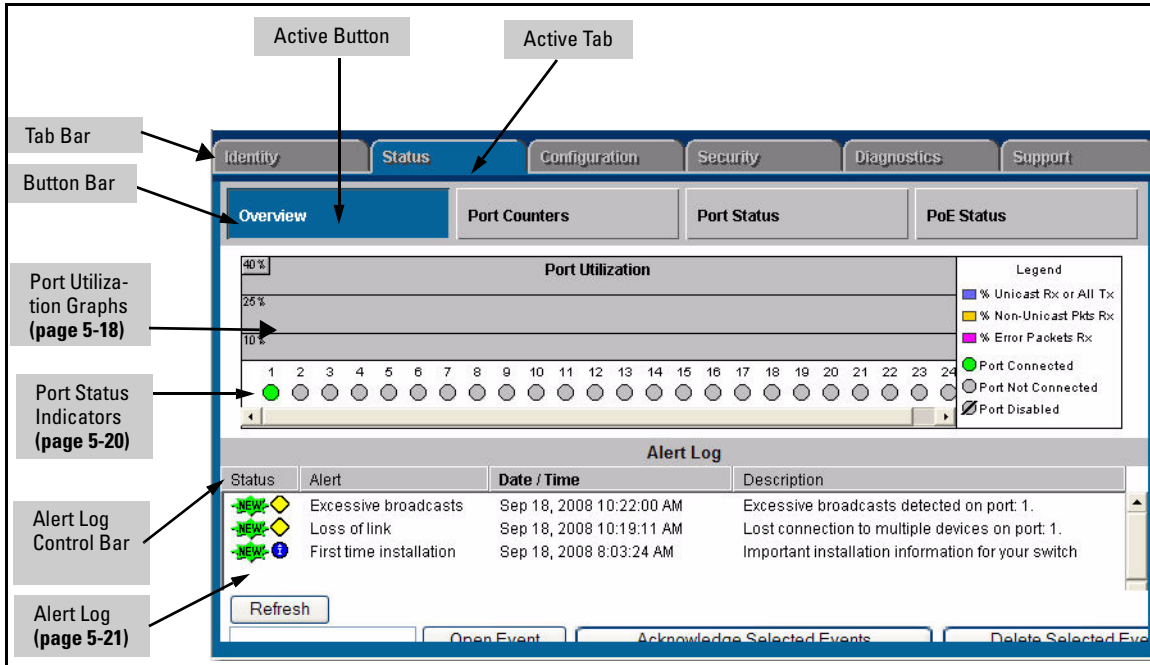 Active Button
Active Tab
Tab Bar
Button Bar
Port Utiliza-
tion Graphs
(page 5-18)
Port Status
Indicators
(page 5-20)
Alert Log
Control Bar
Alert Log
(page 5-21)
Identity Status Configuration Security Diagnostics Support
Overview Port Counters Port Status PoE Status
Port Utilization
40 %
25 %
10 %
1 2 3 4 5 6 7 8 9 10 11 12 13 14 15 16 17 18 19 20 21 22 23 24
Legend
% Unicast Rx or All Tx
% Non-Unicast Pkts Rx
% Error Packets Rx
Port Connected
Port Not Connected
Port Disabled
Alert Log
Status Alert Date / Time Description
NEW Excessive broadcasts Sep 18, 2008 10:22:00 AM Excessive broadcasts detected on port: 1.
NEW Loss of link Sep 18, 2008 10:19:11 AM Lost connection to multiple devices on port: 1.
NEW First time installation Sep 18, 2008 8:03:24 AM Important installation information for your switch
Refresh
Open Event Acknowledge Selected Events Delete Selected Eve